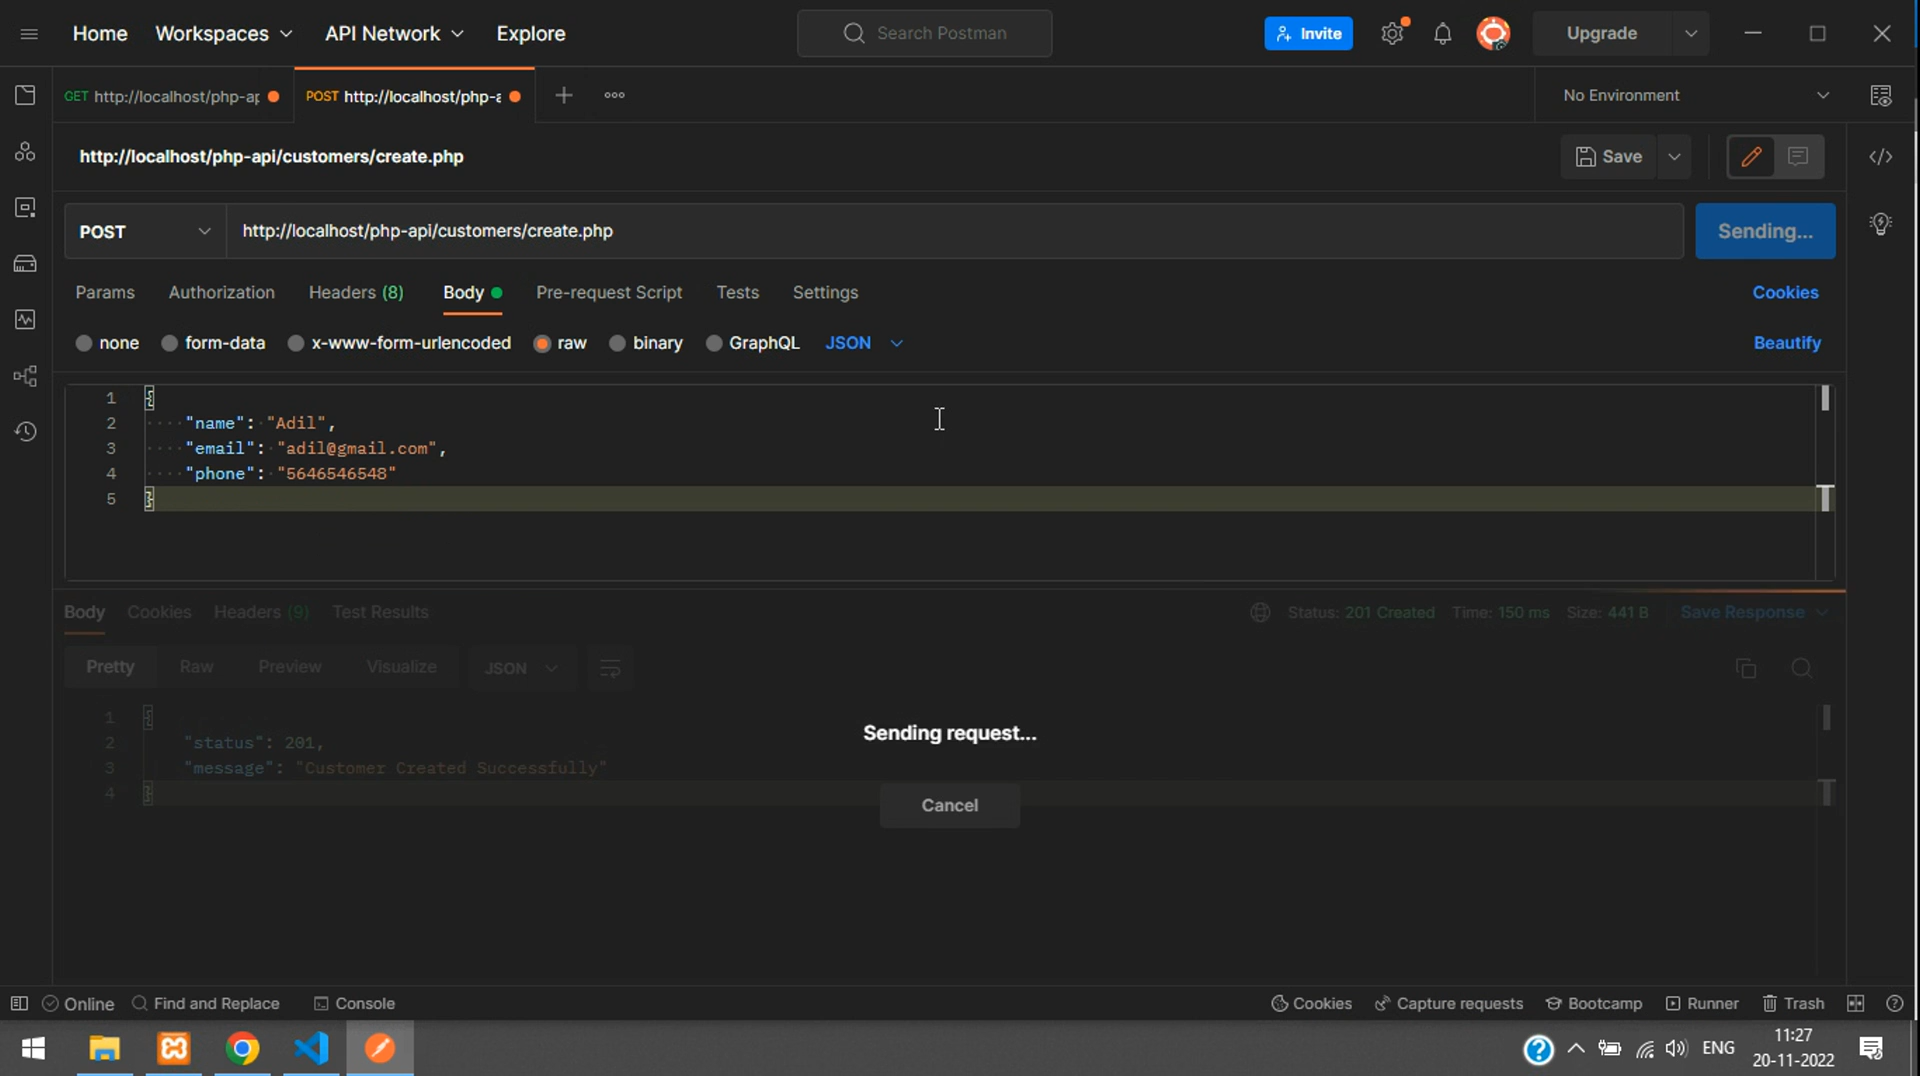 Home Workspaces API Network Explore Search Postman Invite Upgrade
GET http://localhost/php-ap POST http://localhost/php-a No Environment
http://localhost/php-api/customers/create.php Save
POST http://localhost/php-api/customers/create.php Sending...
Params Authorization Headers (8) Body Pre-request Script Tests Settings Cookies
none form-data x-www-form-urlencoded raw binary GraphQL JSON Beautify
1 {
2 "name": "Adil",
3 "email": "adil@gmail.com",
4 "phone": "5646546548"
5 }
Body Cookies Headers (9) Test Results Status: 201 Created Time: 150 ms Size: 441 B Save Response
Pretty Raw Preview Visualize JSON
1 {
2 "status": 201,
3 "message": "Customer Created Successfully"
4 }
Sending request...
Cancel
Online Find and Replace Console Cookies Capture requests Bootcamp Runner Trash
ENG 11:27
20-11-2022